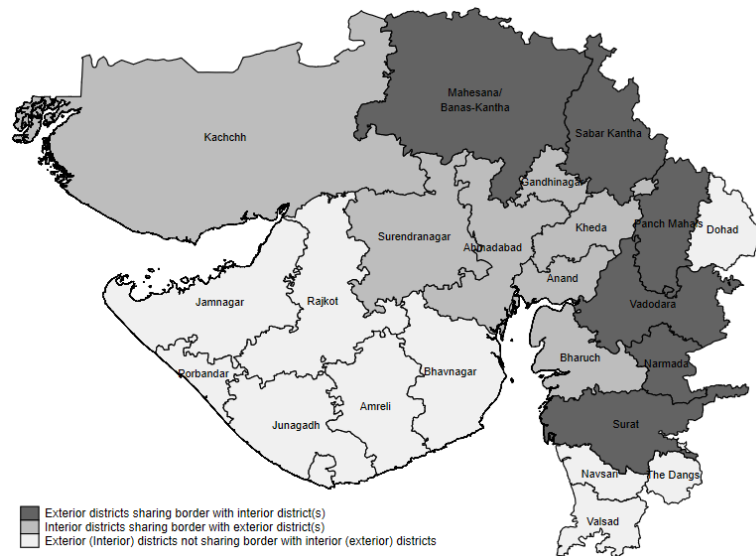 Mahesana/
Banas-Kantha
Kachchh
Sabar Kantha
Gandhinagar
Panch Mahals
Surendranagar
Ahmadabad
Kheda
Dohad
Anand
Jamnagar
Rajkot
Vadodara
Bharuch
Narmada
Porbandar
Bhavnagar
Amreli
Junagadh
Surat
Navsari
The Dangs
Valsad
Exterior districts sharing border with interior district(s)
Interior districts sharing border with exterior district(s)
Exterior (Interior) districts not sharing border with interior (exterior) districts